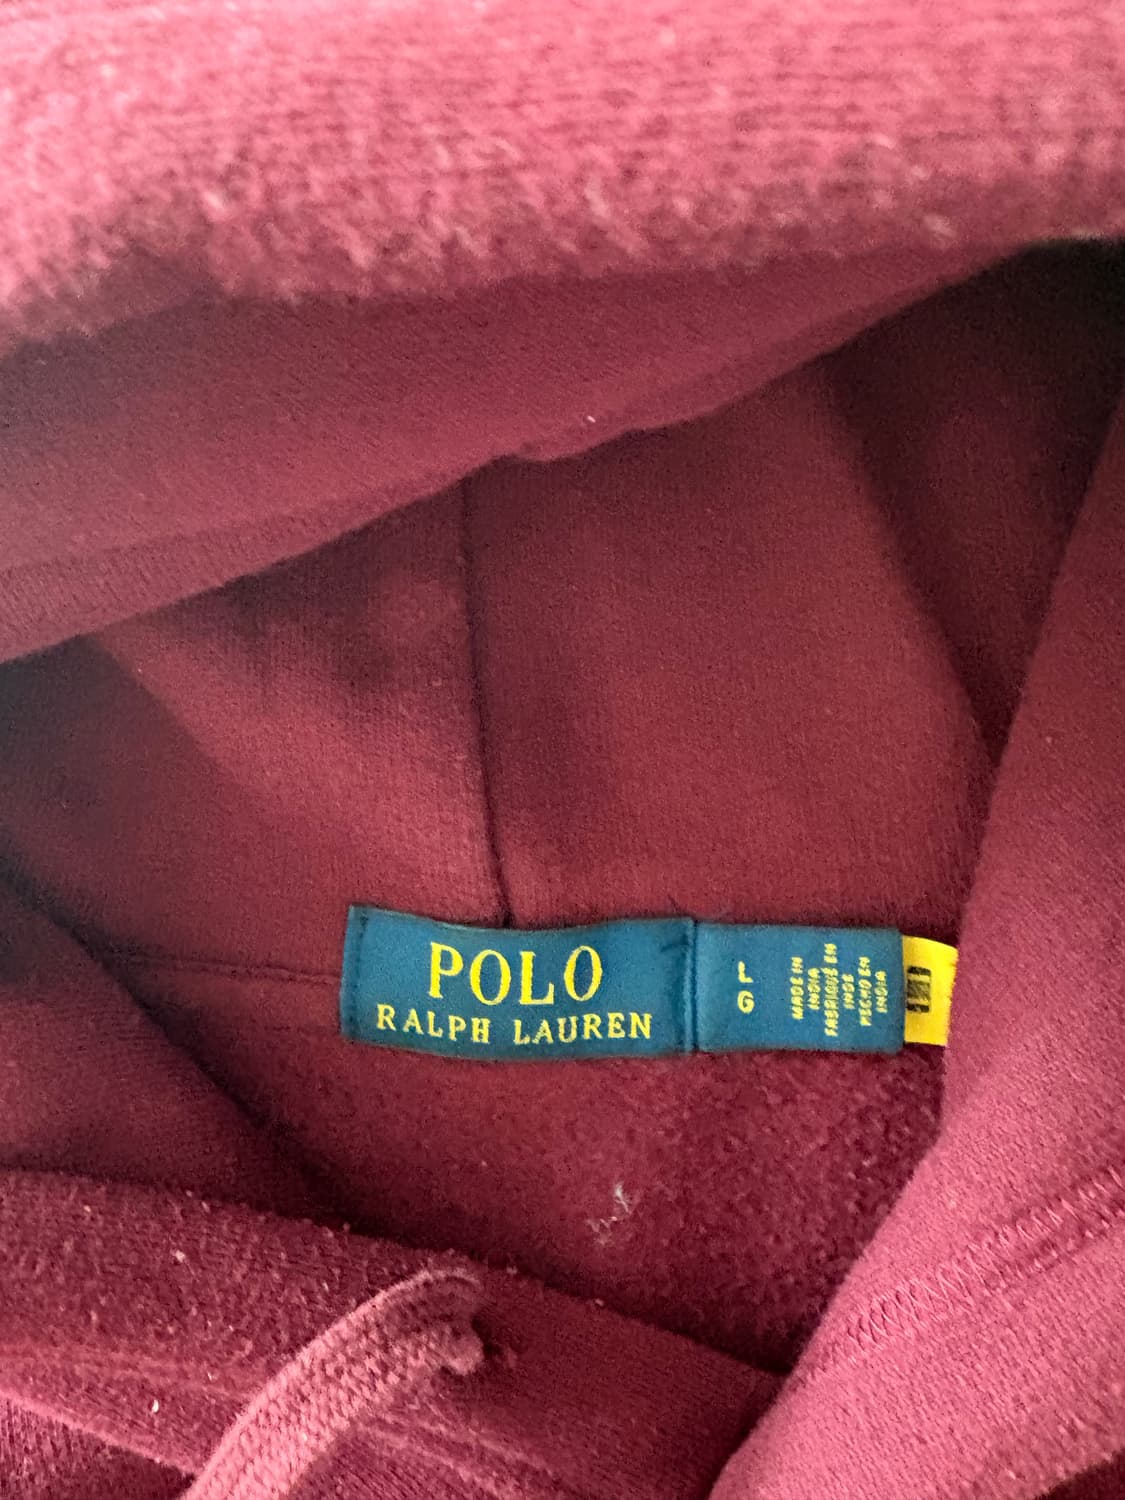 POLO
RALPH LAUREN
L
G
MADE IN
INDIA
FABRIQUÉ EN
INDE
HECHO EN
INDIA